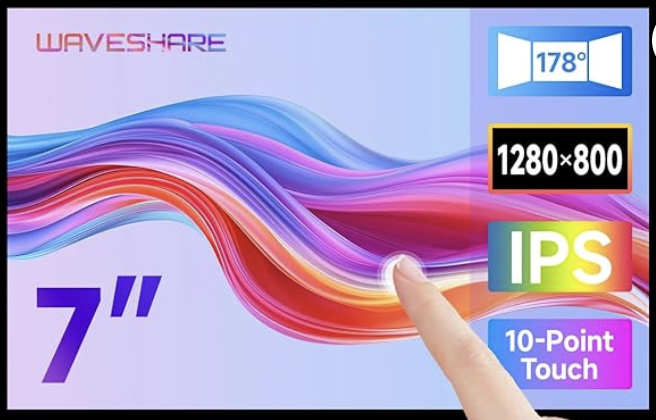 WAVESHARE
178°
1280×800
IPS
7"
10-Point
Touch